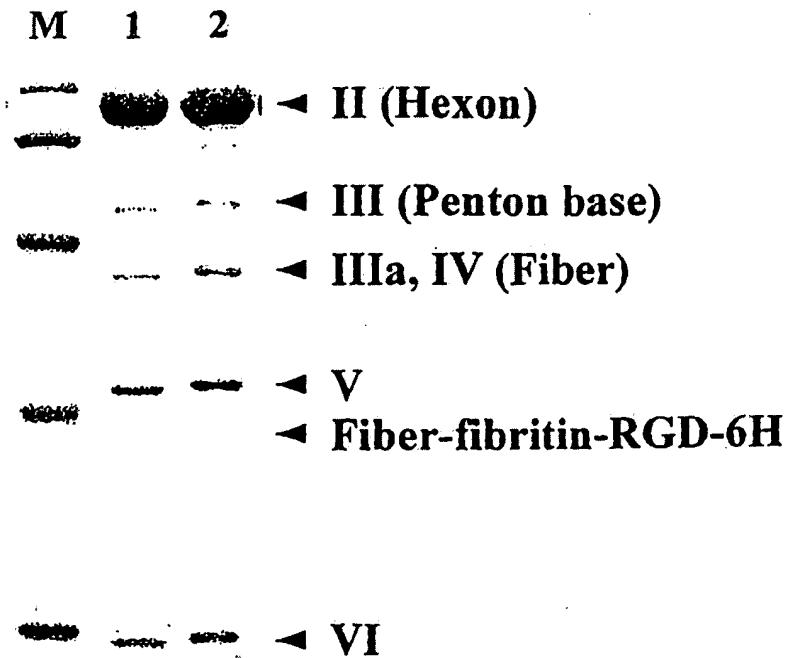 M 1 2
II (Hexon)
III (Penton base)
IIIa, IV (Fiber)
V
Fiber-fibritin-RGD-6H
VI